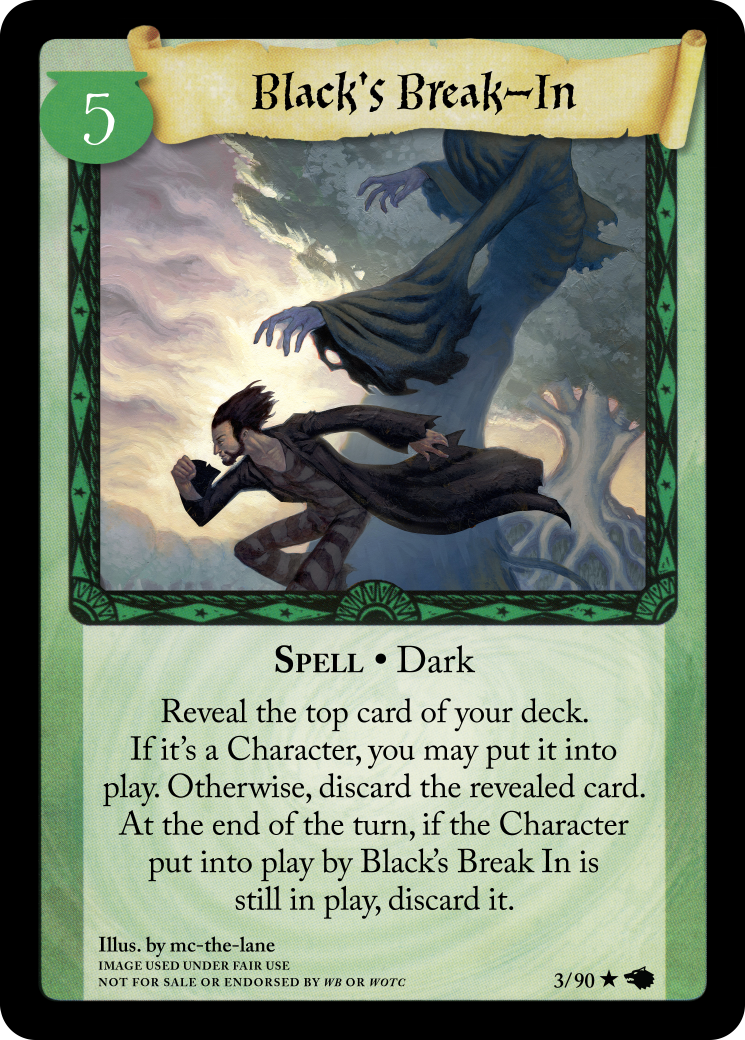 Black's Break-In
5
Spell • Dark
Reveal the top card of your deck.
If it's a Character, you may put it into
play. Otherwise, discard the revealed card.
At the end of the turn, if the Character
put into play by Black's Break In is
still in play, discard it.
Illus. by mc-the-lane
IMAGE USED UNDER FAIR USE
NOT FOR SALE OR ENDORSED BY WB OR WOTC
3/90 ★